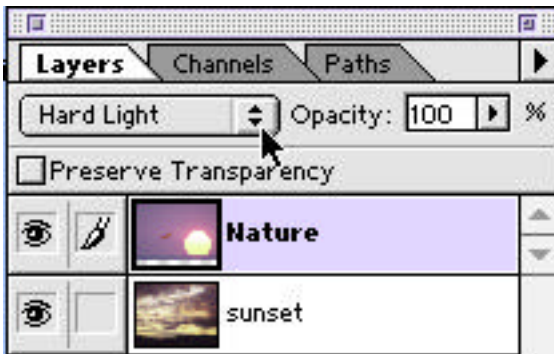 Layers Channels Paths
Hard Light Opacity: 100 %
Preserve Transparency
Nature
sunset